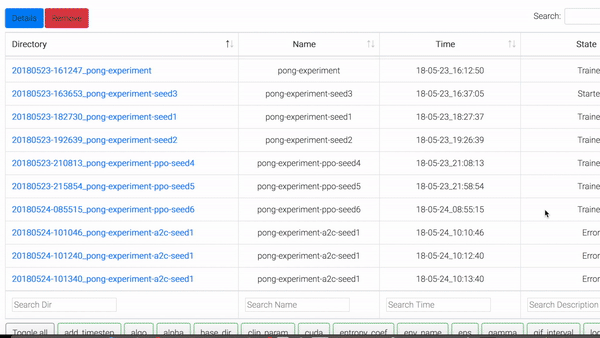 Details Remove Search:
Directory Name Time State
20180523-161247_pong-experiment pong-experiment 18-05-23_16:12:50 Traine
20180523-163653_pong-experiment-seed3 pong-experiment-seed3 18-05-23_16:37:05 Starte
20180523-182730_pong-experiment-seed1 pong-experiment-seed1 18-05-23_18:27:37 Traine
20180523-192639_pong-experiment-seed2 pong-experiment-seed2 18-05-23_19:26:39 Traine
20180523-210813_pong-experiment-ppo-seed4 pong-experiment-ppo-seed4 18-05-23_21:08:13 Traine
20180523-215854_pong-experiment-ppo-seed5 pong-experiment-ppo-seed5 18-05-23_21:58:54 Traine
20180524-085515_pong-experiment-ppo-seed6 pong-experiment-ppo-seed6 18-05-24_08:55:15 Traine
20180524-101046_pong-experiment-a2c-seed1 pong-experiment-a2c-seed1 18-05-24_10:10:46 Error
20180524-101240_pong-experiment-a2c-seed1 pong-experiment-a2c-seed1 18-05-24_10:12:40 Error
20180524-101340_pong-experiment-a2c-seed1 pong-experiment-a2c-seed1 18-05-24_10:13:40 Error
Search Dir Search Name Search Time Search Description
Toggle all add_timestep algo alpha base_dir clip_param cuda entropy_coef env_name eps gamma gif_interval log